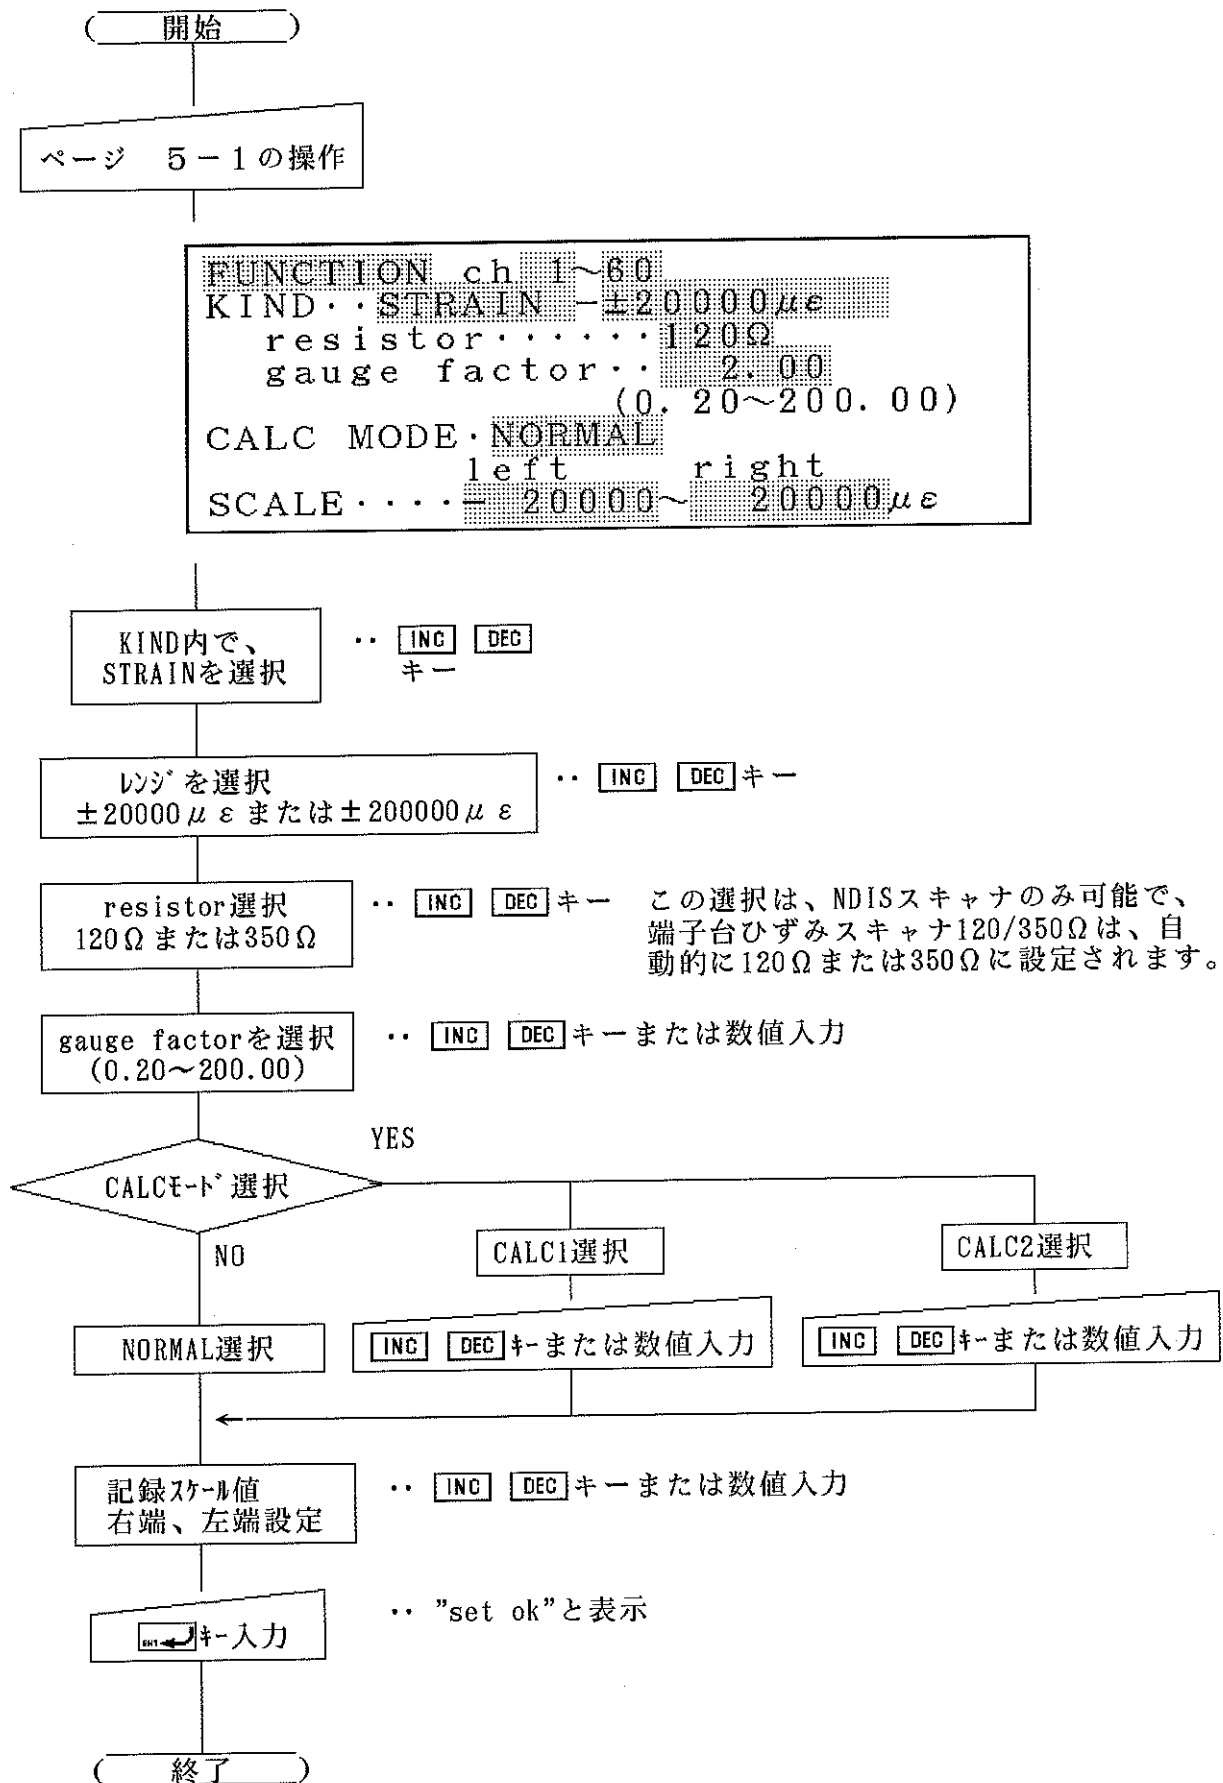 開始
ページ 5-1の操作
FUNCTION ch 1~60
KIND・・STRAIN -±20000με
resistor・・・・・・120Ω
gauge factor・・ 2.00
(0.20~200.00)
CALC MODE・NORMAL
left right
SCALE・・・・- 20000~ 20000με
KIND内で、
STRAINを選択
・・ INC DEC
キー
レンジを選択
±20000μεまたは±200000με
・・ INC DEC キー
resistor選択
120Ωまたは350Ω
・・ INC DEC キー
この選択は、NDISスキャナのみ可能で、
端子台ひずみスキャナ120/350Ωは、自
動的に120Ωまたは350Ωに設定されます。
gauge factorを選択
(0.20~200.00)
・・ INC DEC キーまたは数値入力
CALCモード選択
YES
NO
CALC1選択
CALC2選択
NORMAL選択
INC DEC キーまたは数値入力
INC DEC キーまたは数値入力
記録スケール値
右端、左端設定
・・ INC DEC キーまたは数値入力
ENT キー入力
・・ ”set ok”と表示
終了